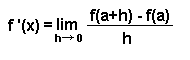 f '(x) = lim h→0 f(a+h) - f(a) / h